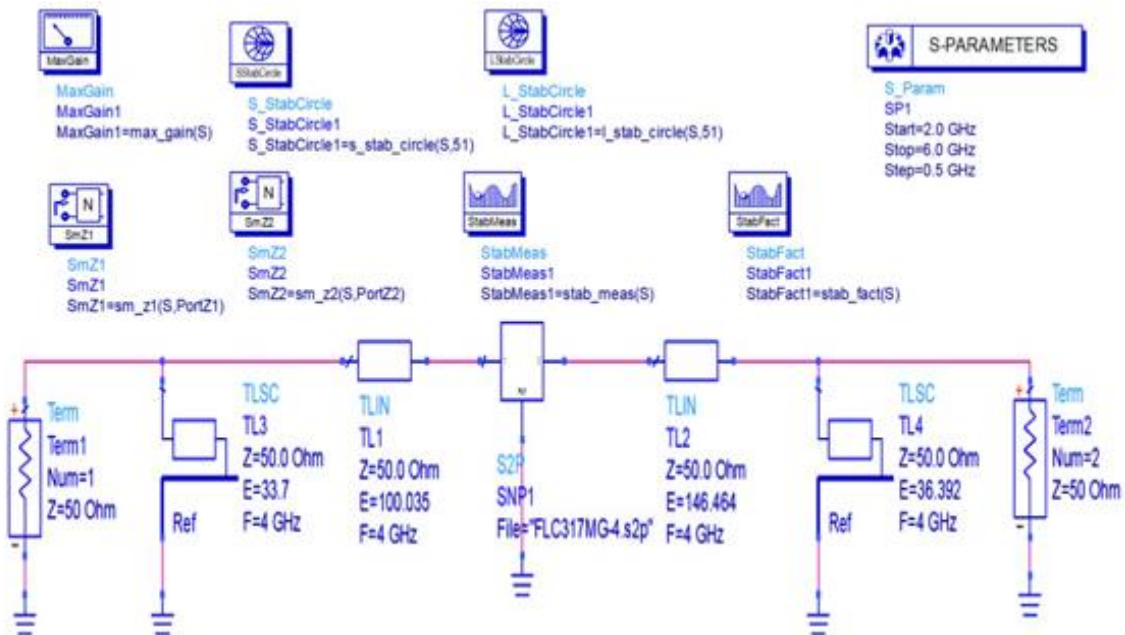 MaxGain
MaxGain
MaxGain1
MaxGain1=max_gain(S)
SStabCircle
S_StabCircle
S_StabCircle1
S_StabCircle1=s_stab_circle(S,51)
LStabCircle
L_StabCircle
L_StabCircle1
L_StabCircle1=l_stab_circle(S,51)
S-PARAMETERS
S_Param
SP1
Start=2.0 GHz
Stop=6.0 GHz
Step=0.5 GHz
N
SmZ1
SmZ1
SmZ1
SmZ1=sm_z1(S,PortZ1)
N
SmZ2
SmZ2
SmZ2
SmZ2=sm_z2(S,PortZ2)
StabMeas
StabMeas
StabMeas1
StabMeas1=stab_meas(S)
StabFact
StabFact
StabFact1
StabFact1=stab_fact(S)
+
Term
Term1
Num=1
Z=50 Ohm
-
TLSC
TL3
Z=50.0 Ohm
E=33.7
F=4 GHz
Ref
TLIN
TL1
Z=50.0 Ohm
E=100.035
F=4 GHz
S2P
SNP1
File="FLC317MG-4.s2p"
TLIN
TL2
Z=50.0 Ohm
E=146.464
F=4 GHz
TLSC
TL4
Z=50.0 Ohm
E=36.392
F=4 GHz
Ref
+
Term
Term2
Num=2
Z=50 Ohm
-